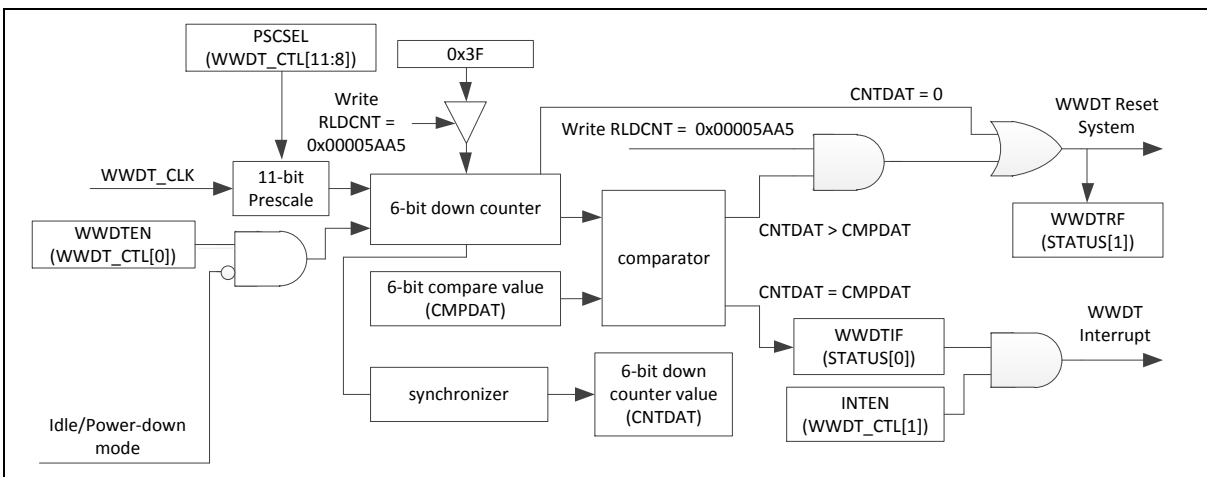 PSCSEL
(WWDT_CTL[11:8])
0x3F
Write
RLDCNT =
0x00005AA5
CNTDAT = 0
WWDT Reset
System
Write RLDCNT = 0x00005AA5
WWDT_CLK
11-bit
Prescale
6-bit down counter
WWDTEN
(WWDT_CTL[0])
comparator
CNTDAT > CMPDAT
WWDTRF
(STATUS[1])
6-bit compare value
(CMPDAT)
CNTDAT = CMPDAT
WWDTIF
(STATUS[0])
WWDT
Interrupt
synchronizer
6-bit down
counter value
(CNTDAT)
INTEN
(WWDT_CTL[1])
Idle/Power-down
mode